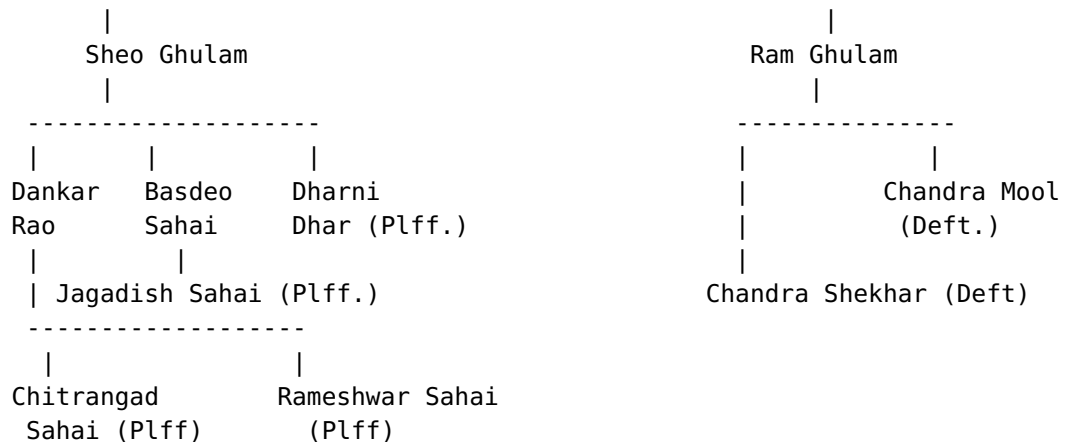 Sheo Ghulam Ram Ghulam
Dankar Basdeo Dharni Chandra Mool
Rao Sahai Dhar (Plff.) (Deft.)
Jagadish Sahai (Plff.) Chandra Shekhar (Deft)
Chitrangad Rameshwar Sahai
Sahai (Plff) (Plff)